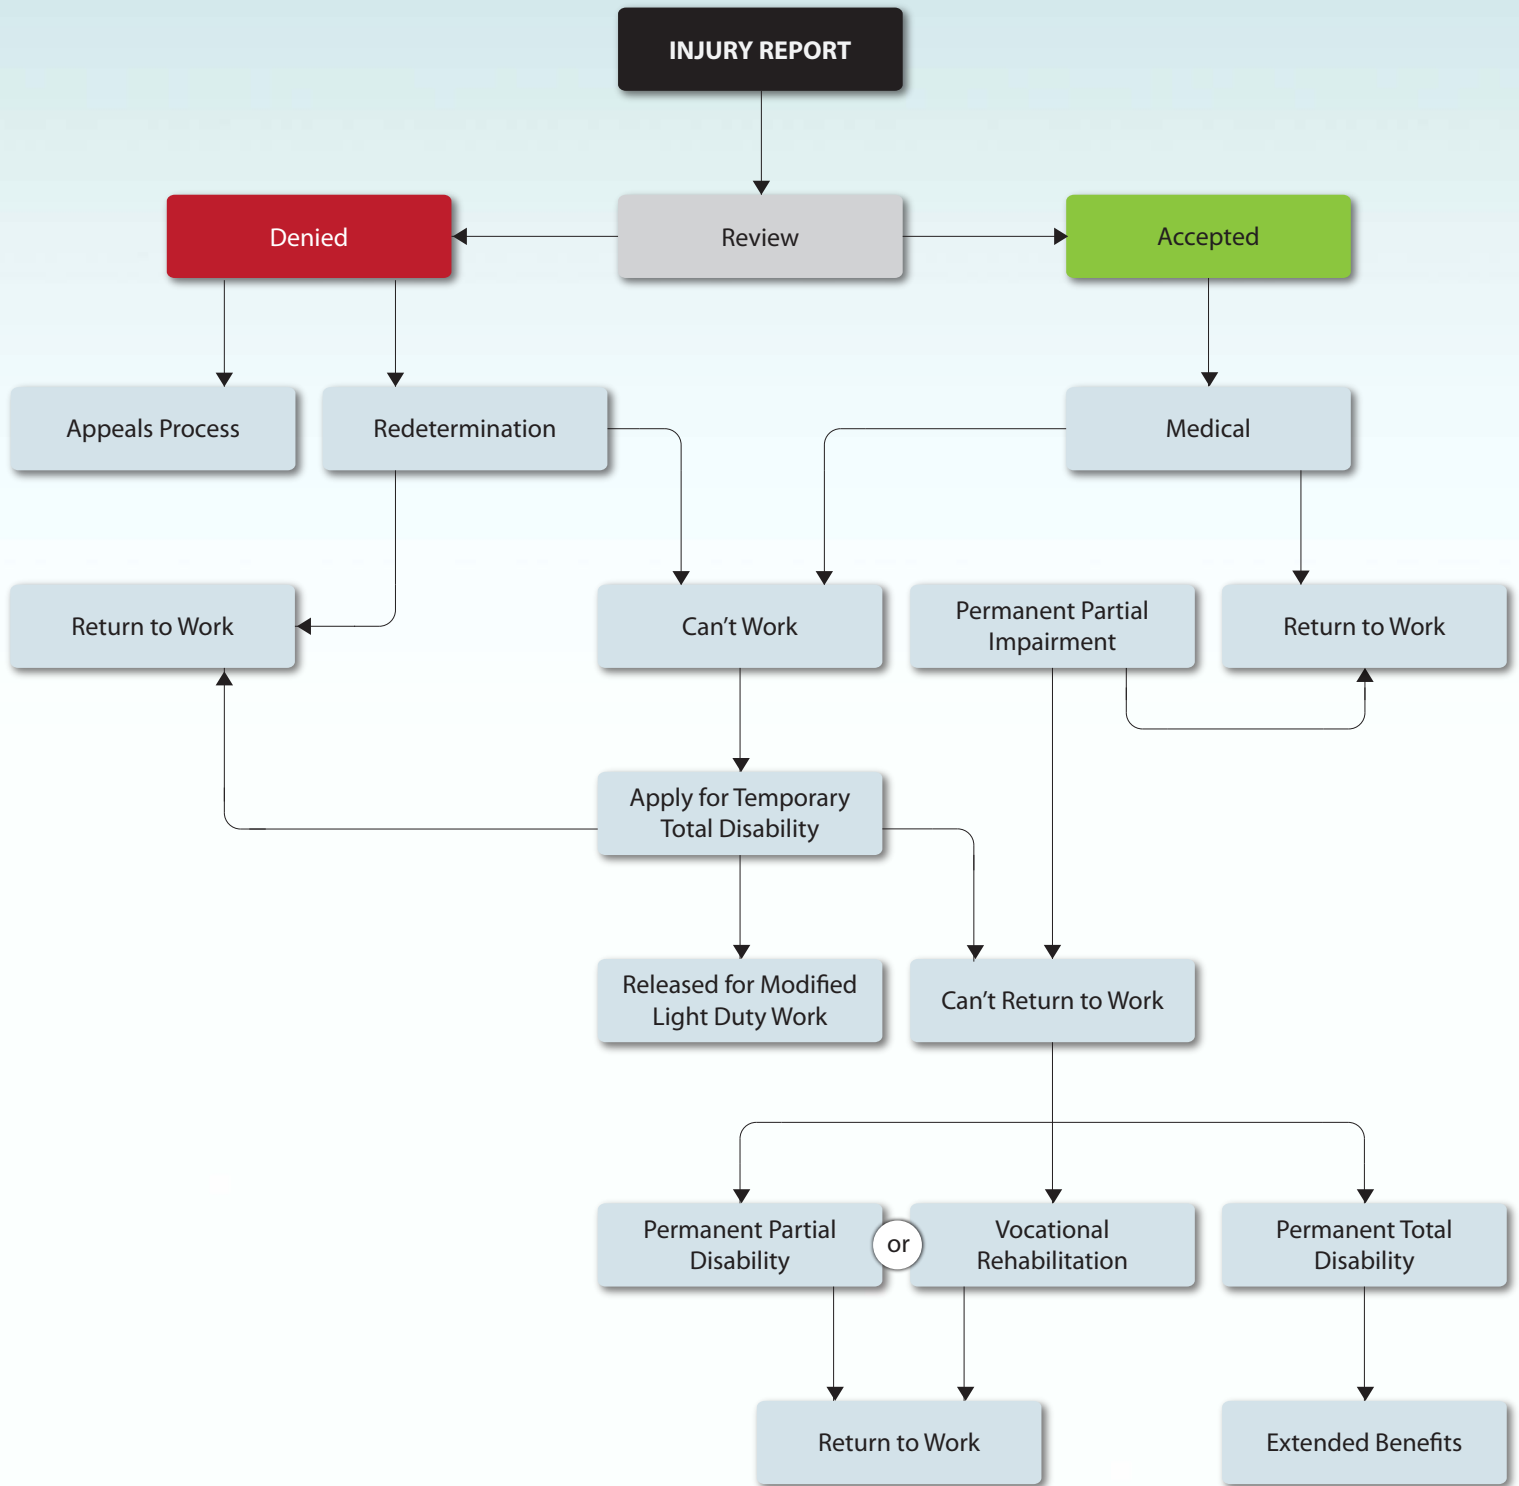 INJURY REPORT
Denied
Review
Accepted
Appeals Process
Redetermination
Medical
Return to Work
Can't Work
Permanent Partial
Impairment
Return to Work
Apply for Temporary
Total Disability
Released for Modified
Light Duty Work
Can't Return to Work
Permanent Partial
Disability
or
Vocational
Rehabilitation
Permanent Total
Disability
Return to Work
Extended Benefits